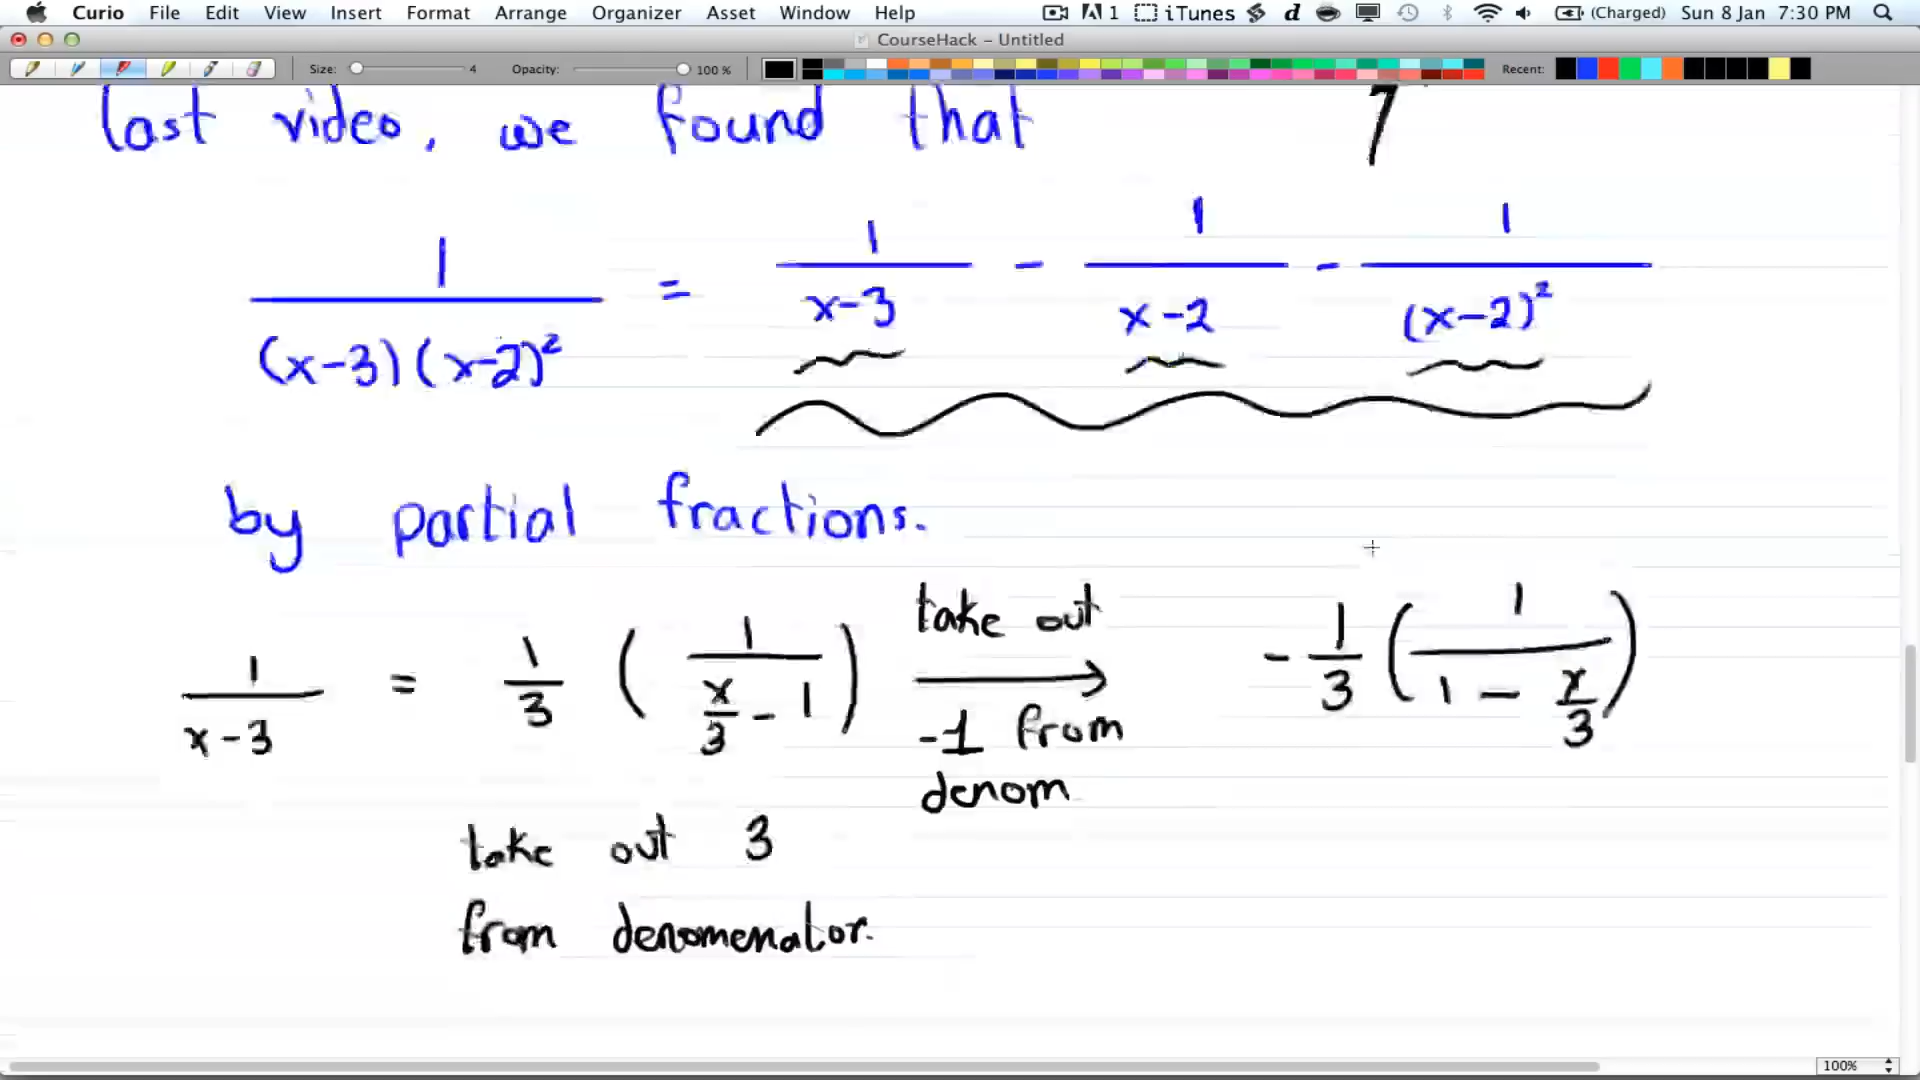 Curio File Edit View Insert Format Arrange Organizer Asset Window Help A 1 iTunes d (Charged) Sun 8 Jan 7:30 PM
CourseHack – Untitled
Size: 4 Opacity: 100 % Recent:
last video, we found that 7
1/((x-3)(x-2)²) = 1/(x-3) - 1/(x-2) - 1/(x-2)²
by partial fractions.
1/(x-3) = 1/3 (1/(x/3 - 1)) take out → -1 from denom -1/3 (1/(1 - x/3))
take out 3
from denomenator.
100%